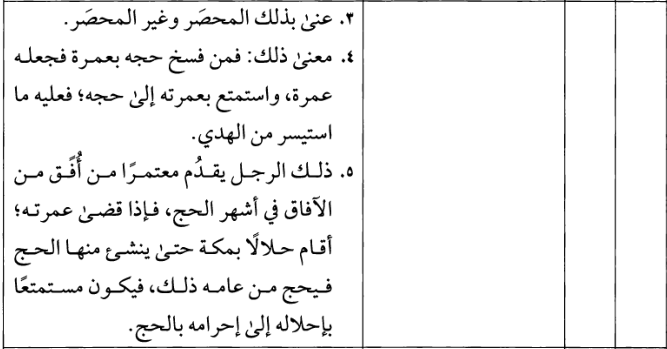 ٣. عنىٰ بذلك المحصَر وغير المحصَر.
٤. معنىٰ ذلك: فمن فسخ حجه بعمرة فجعله
عمرة، واستمتع بعمرته إلىٰ حجه؛ فعليه ما
استيسر من الهدي.
٥. ذلك الرجل يقدُم معتمرًا من أُفُق من
الآفاق في أشهر الحج، فإذا قضىٰ عمرته؛
أقام حلالًا بمكة حتىٰ ينشئ منها الحج
فيحج من عامه ذلك، فيكون مستمتعًا
بإحلاله إلىٰ إحرامه بالحج.